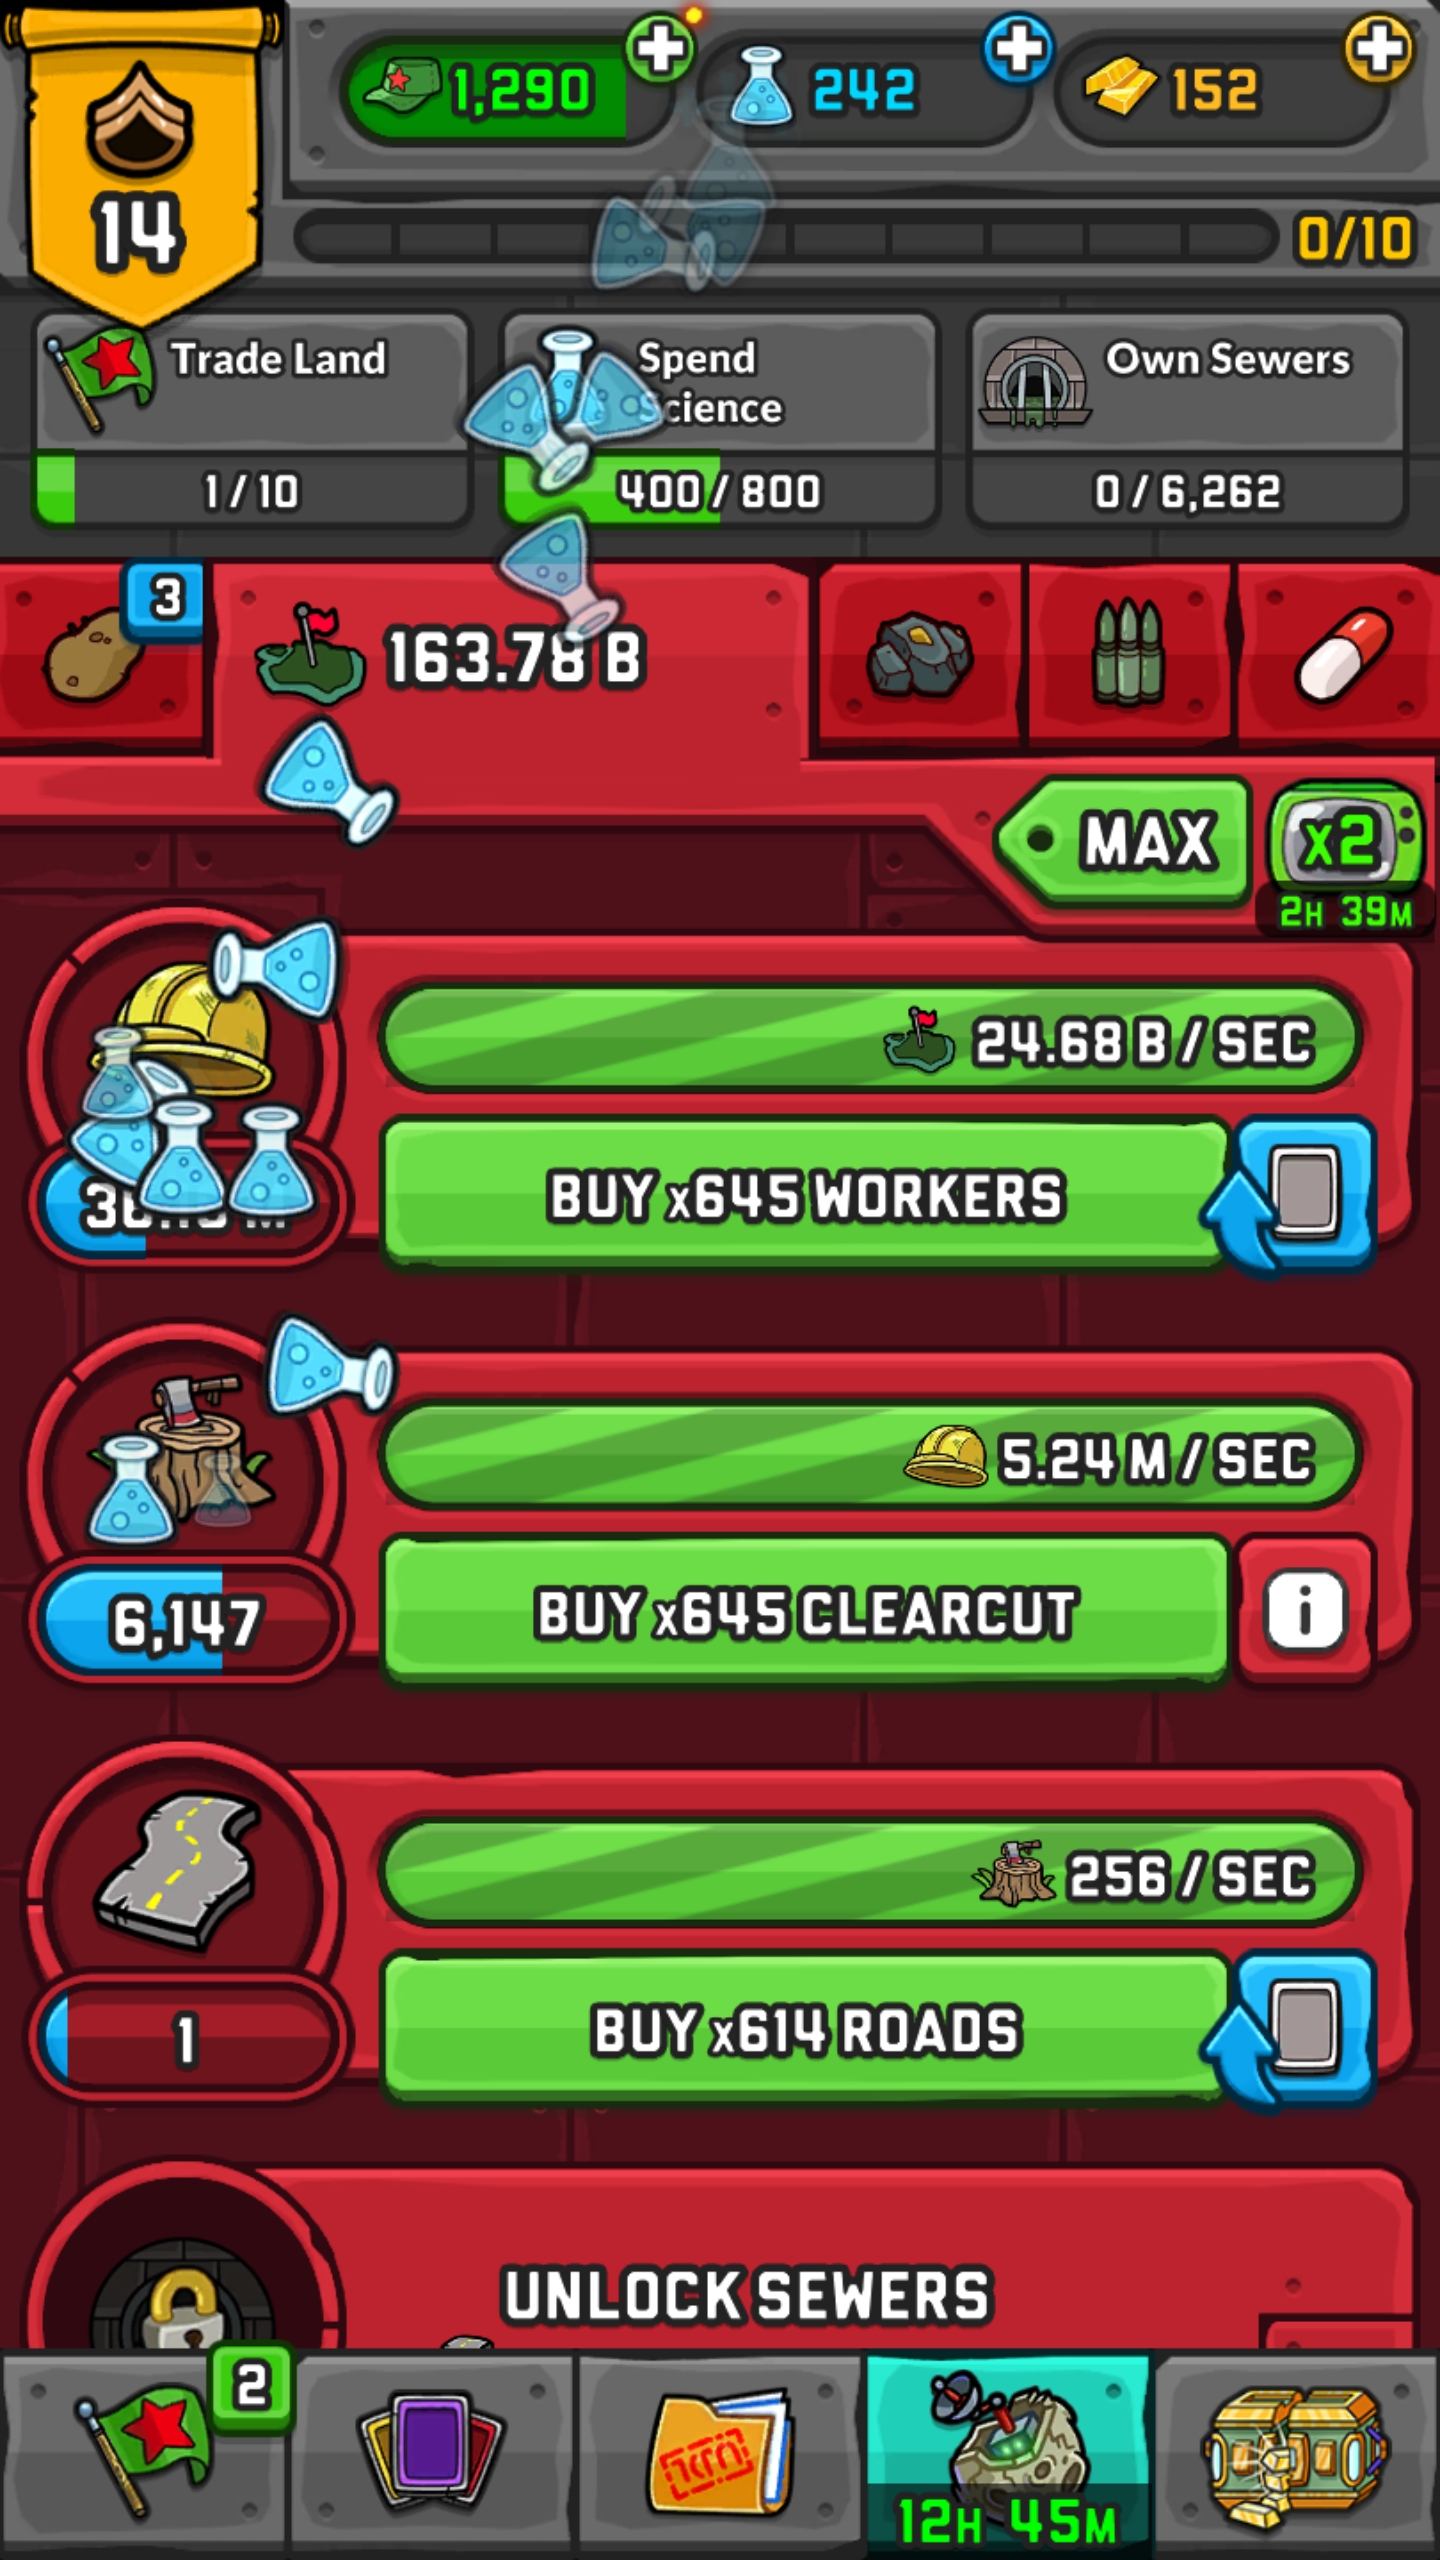 1,290
242
152
14
0/10
Trade Land
1/10
Spend
Science
400/800
Own Sewers
0/6,262
3
163.78 B
MAX
x2
2H 39M
24.68 B/SEC
BUY x645 WORKERS
5.24 M/SEC
6,147
BUY x645 CLEARCUT
i
256/SEC
1
BUY x614 ROADS
UNLOCK SEWERS
2
12H 45M